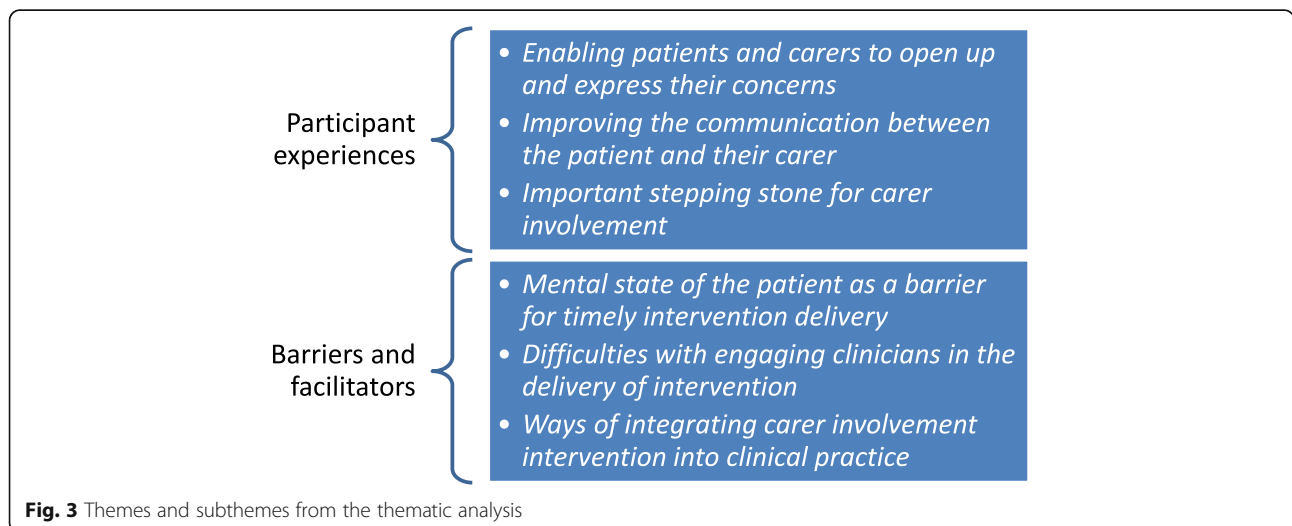 Participant
experiences
• Enabling patients and carers to open up
and express their concerns
• Improving the communication between
the patient and their carer
• Important stepping stone for carer
involvement
Barriers and
facilitators
• Mental state of the patient as a barrier
for timely intervention delivery
• Difficulties with engaging clinicians in the
delivery of intervention
• Ways of integrating carer involvement
intervention into clinical practice
Fig. 3 Themes and subthemes from the thematic analysis